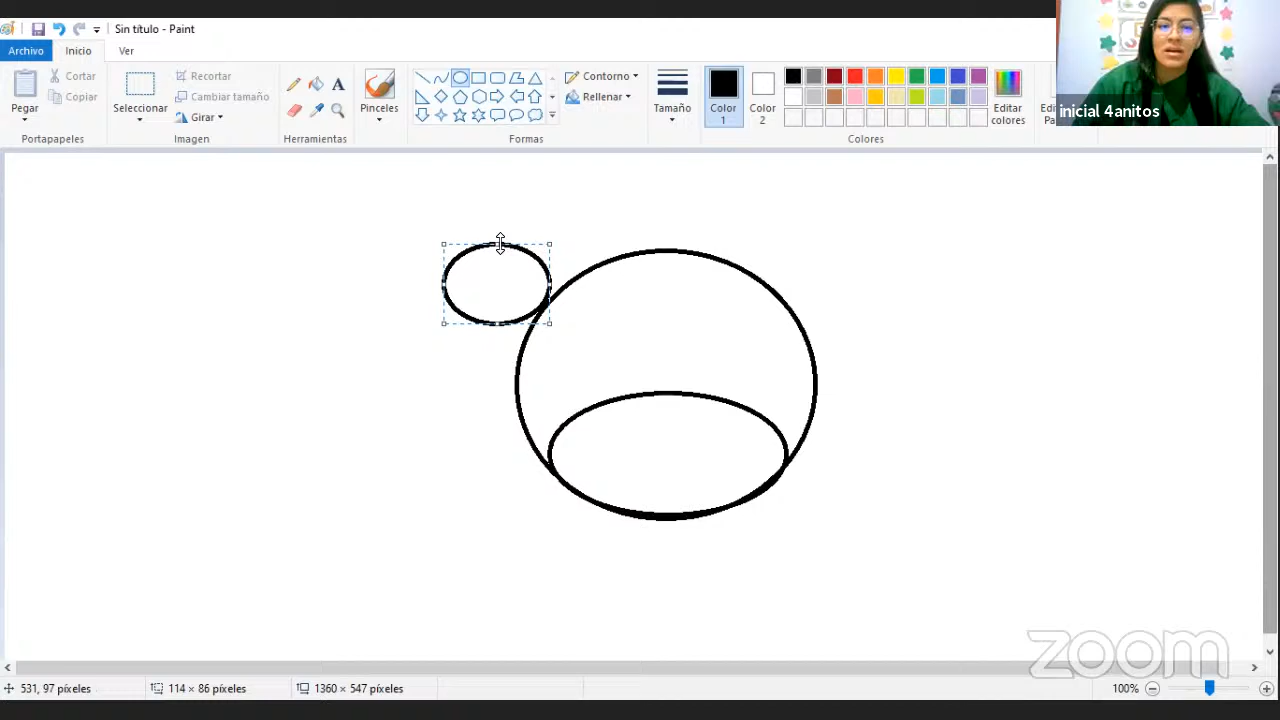 Sin título - Paint
Archivo Inicio Ver
Pegar
Cortar
Copiar
Portapapeles
Seleccionar
Recortar
Cambiar tamaño
Girar
Imagen
A
Herramientas
Pinceles
Contorno
Rellenar
Formas
Tamaño
Color
1
Color
2
Editar
colores
Colores
inicial 4anitos
zoom
531, 97 píxeles 114 × 86 píxeles 1360 × 547 píxeles 100%